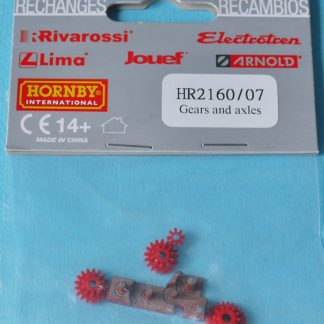 RECHANGES RECAMBIOS
Rivarossi Electrotren
Lima Jouef ARNOLD
HORNBY
INTERNATIONAL
HR2160/07
Gears and axles
CE 14+
MADE IN CHINA